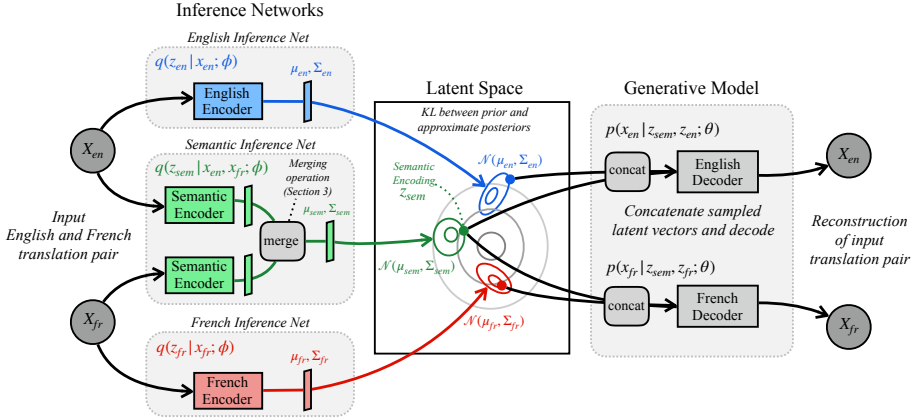 Inference Networks
English Inference Net
q(z_en | x_en; ϕ)
μ_en, Σ_en
English
Encoder
X_en
Semantic Inference Net
q(z_sem | x_en, x_fr; ϕ)
Merging
operation
(Section 3)
Semantic
Encoder
μ_sem, Σ_sem
merge
Semantic
Encoder
Input
English and French
translation pair
X_fr
French Inference Net
q(z_fr | x_fr; ϕ)
μ_fr, Σ_fr
French
Encoder
Latent Space
KL between prior and
approximate posteriors
𝒩(μ_en, Σ_en)
Semantic
Encoding
z_sem
𝒩(μ_sem, Σ_sem)
𝒩(μ_fr, Σ_fr)
Generative Model
p(x_en | z_sem, z_en; θ)
concat
English
Decoder
Concatenate sampled
latent vectors and decode
p(x_fr | z_sem, z_fr; θ)
concat
French
Decoder
X_en
Reconstruction
of input
translation pair
X_fr